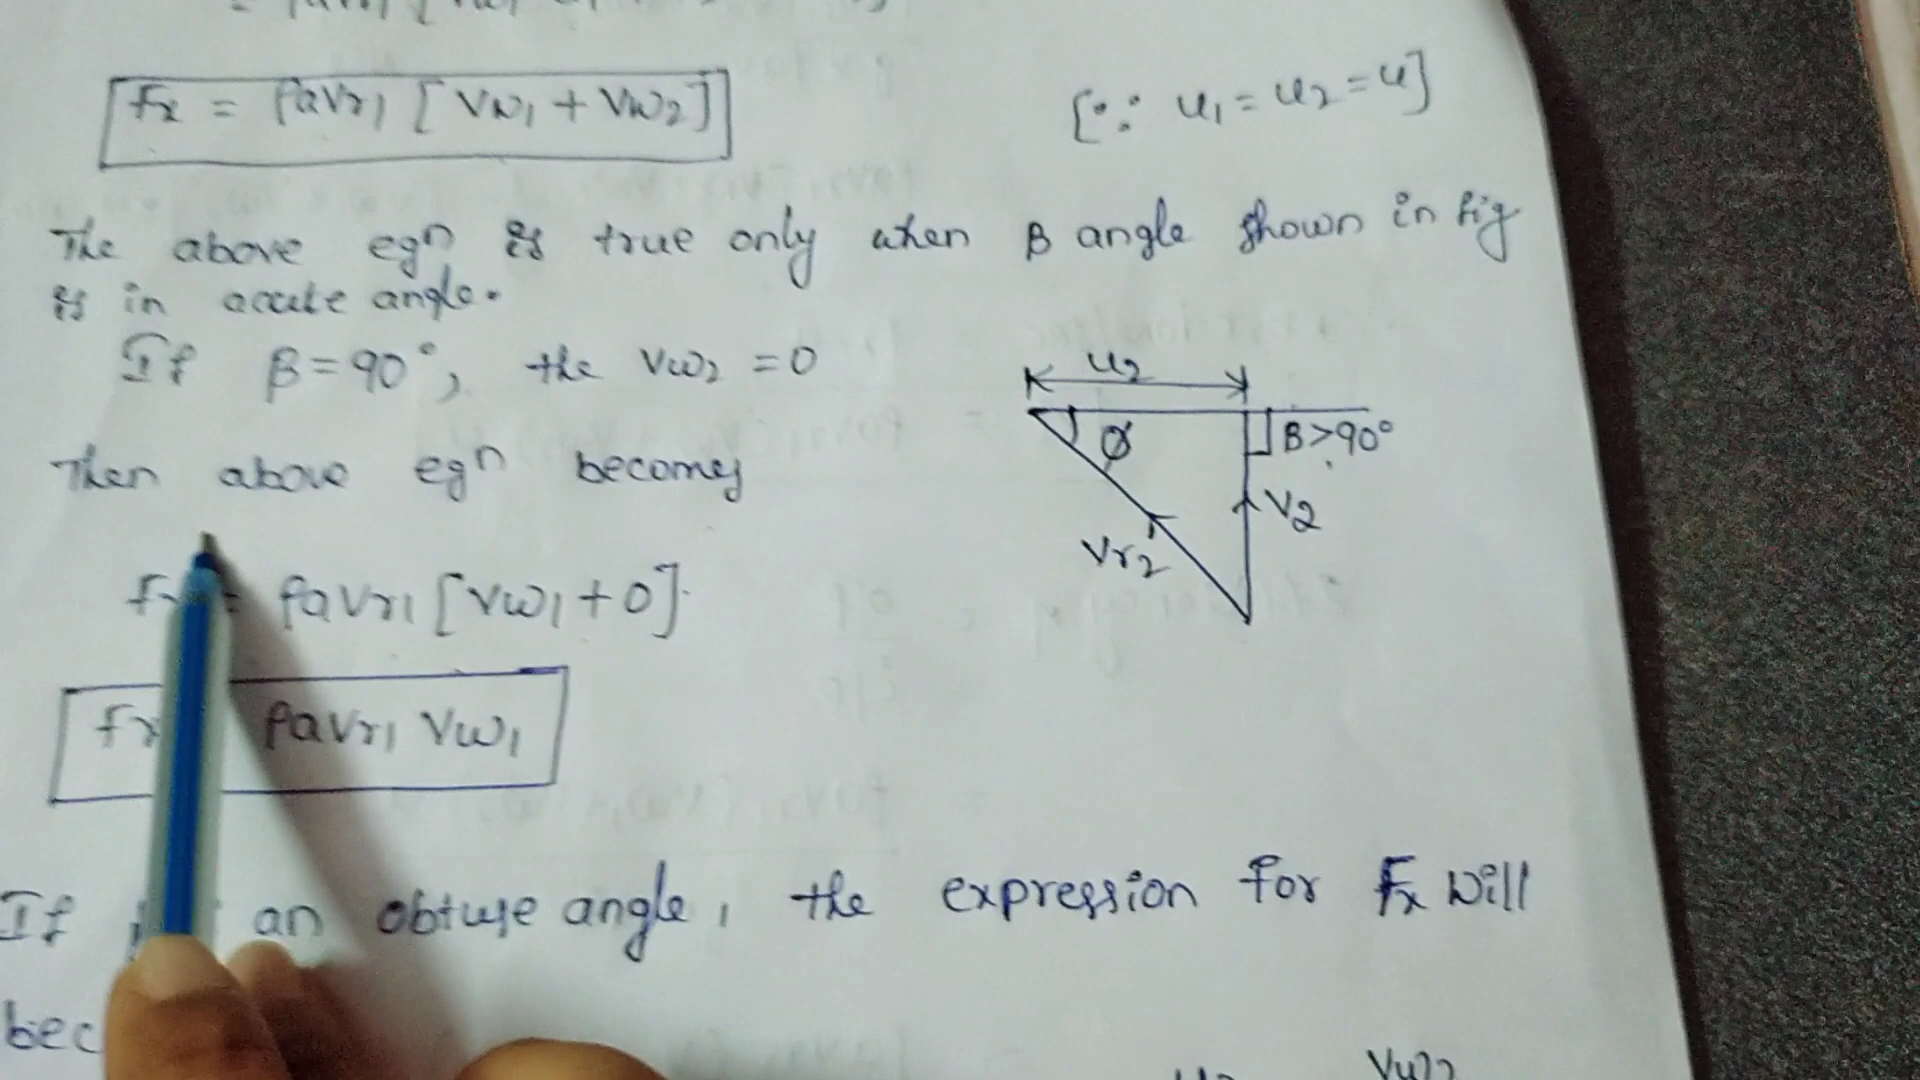 Fx = ρavr1 [Vw1 + Vw2]
[∵ u1 = u2 = u]
The above eqn is true only when β angle shown in fig
is in acute angle.
If β = 90°, the Vw2 = 0
Then above eqn becomes
ρavr1 [Vw1 + 0].
ρavr1 Vw1
u2
ϕ
β>90°
V2
Vr2
If an obtuse angle, the expression for Fx will